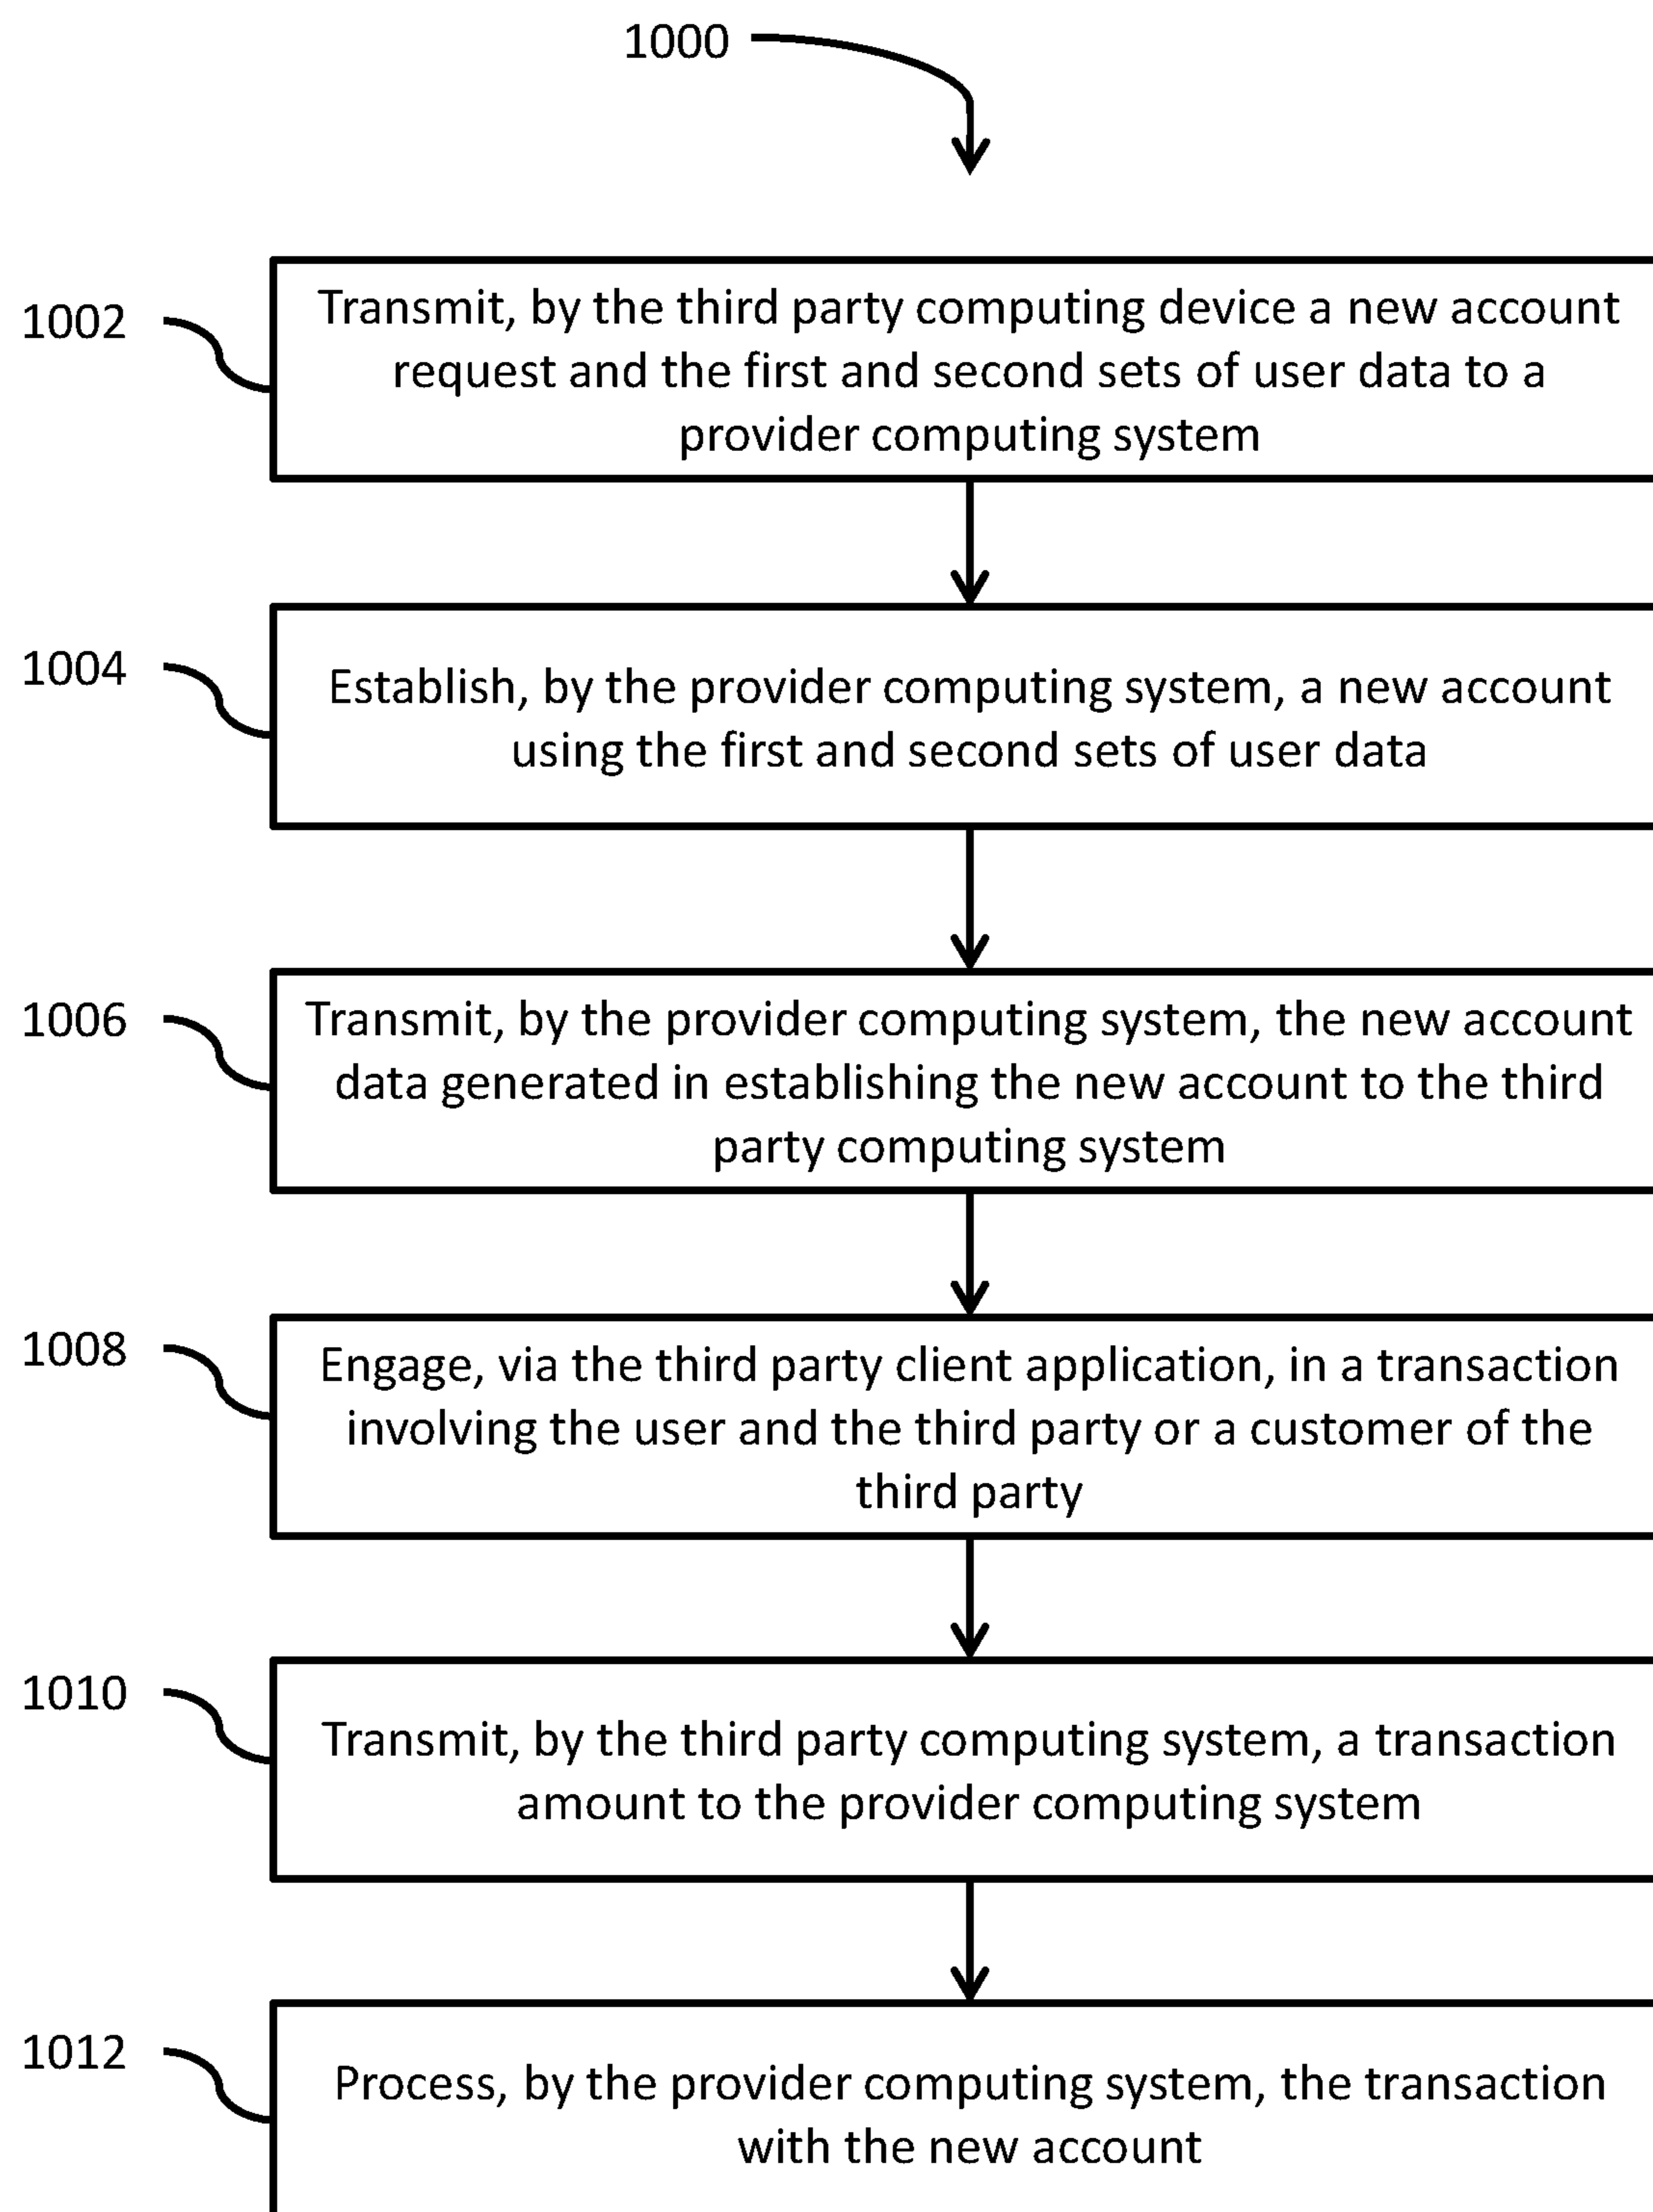 1000
1002
Transmit, by the third party computing device a new account
request and the first and second sets of user data to a
provider computing system
1004
Establish, by the provider computing system, a new account
using the first and second sets of user data
1006
Transmit, by the provider computing system, the new account
data generated in establishing the new account to the third
party computing system
1008
Engage, via the third party client application, in a transaction
involving the user and the third party or a customer of the
third party
1010
Transmit, by the third party computing system, a transaction
amount to the provider computing system
1012
Process, by the provider computing system, the transaction
with the new account